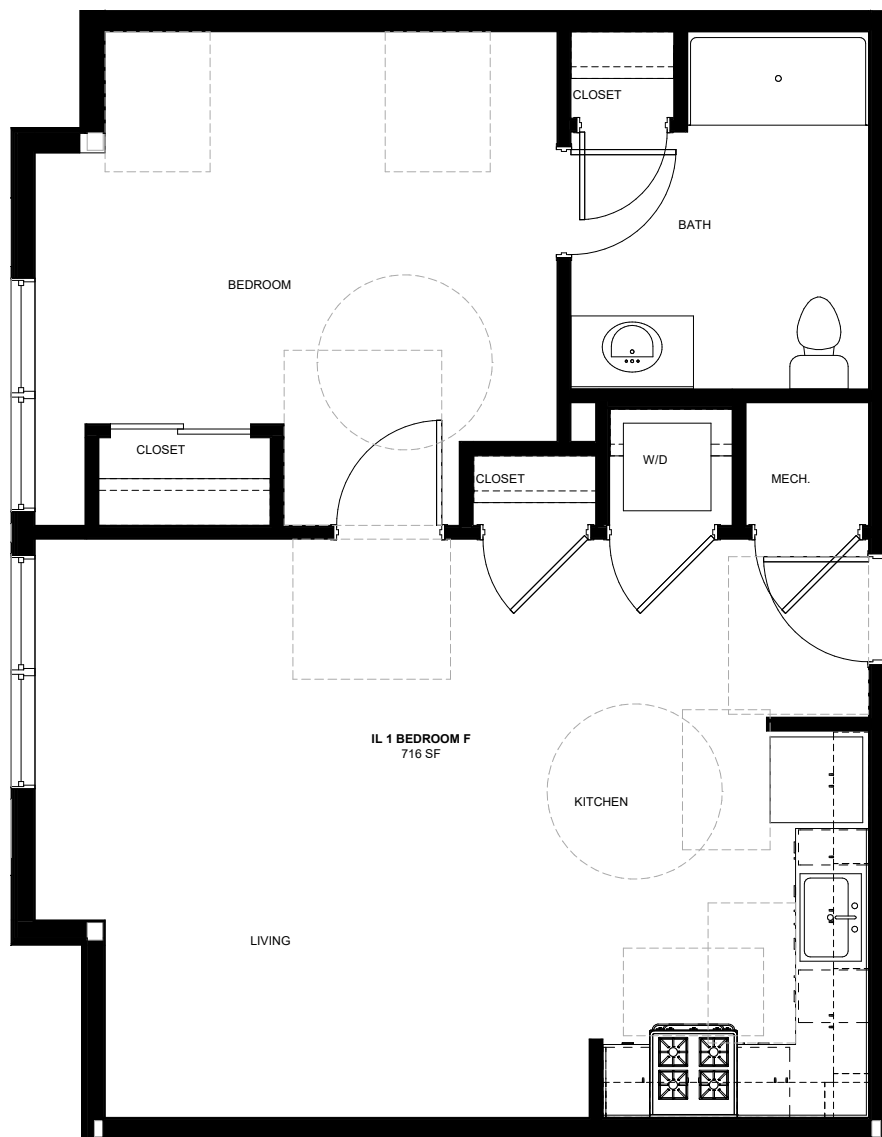 CLOSET
BATH
BEDROOM
CLOSET
CLOSET
W/D
MECH.
IL 1 BEDROOM F
716 SF
KITCHEN
LIVING